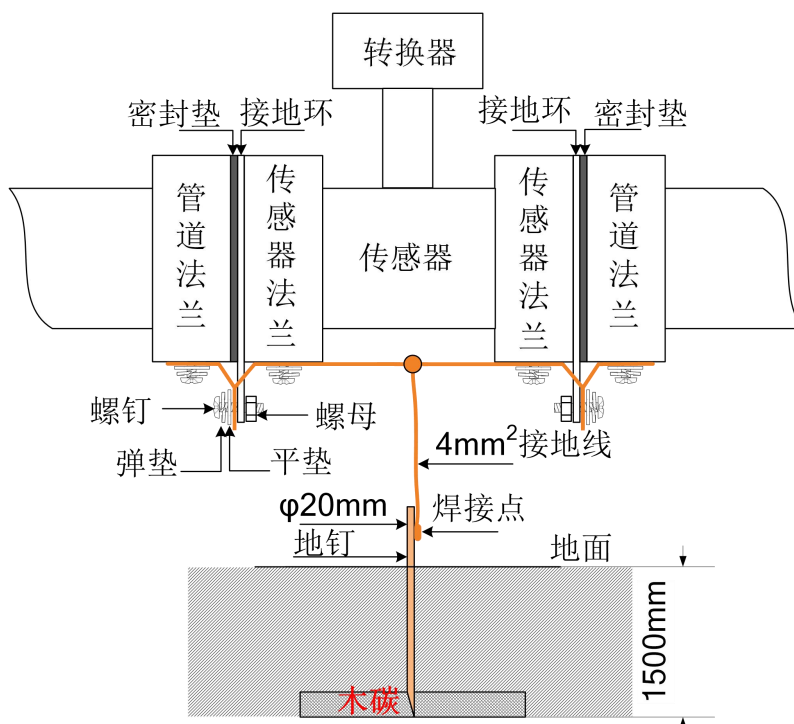 转换器
密封垫
接地环
接地环
密封垫
管道法兰
传感器法兰
传感器
传感器法兰
管道法兰
螺钉
螺母
弹垫
平垫
4mm²接地线
φ20mm
焊接点
地钉
地面
1500mm
木碳